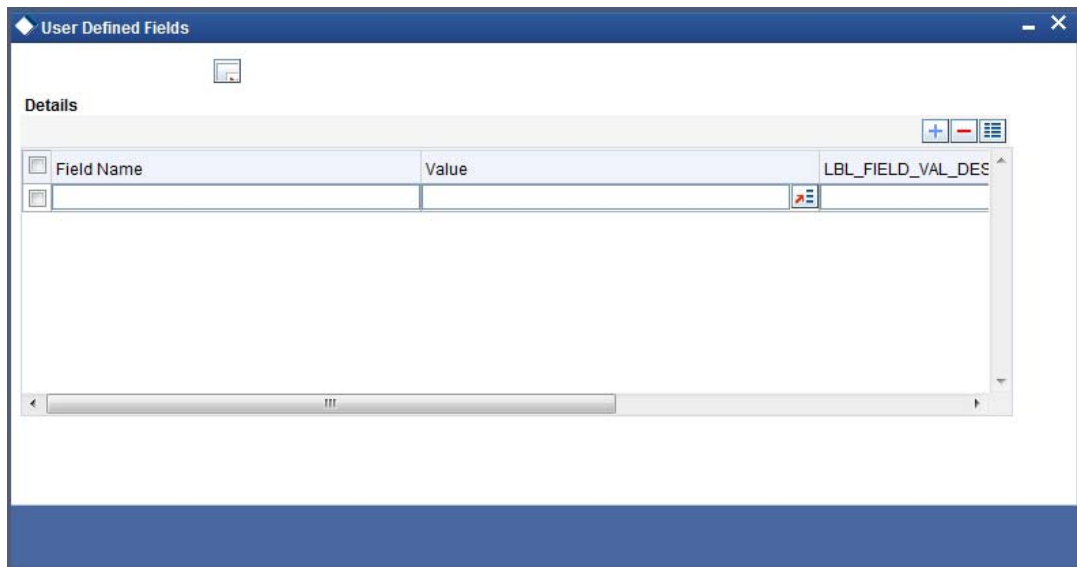 User Defined Fields
Details
Field Name Value LBL_FIELD_VAL_DES